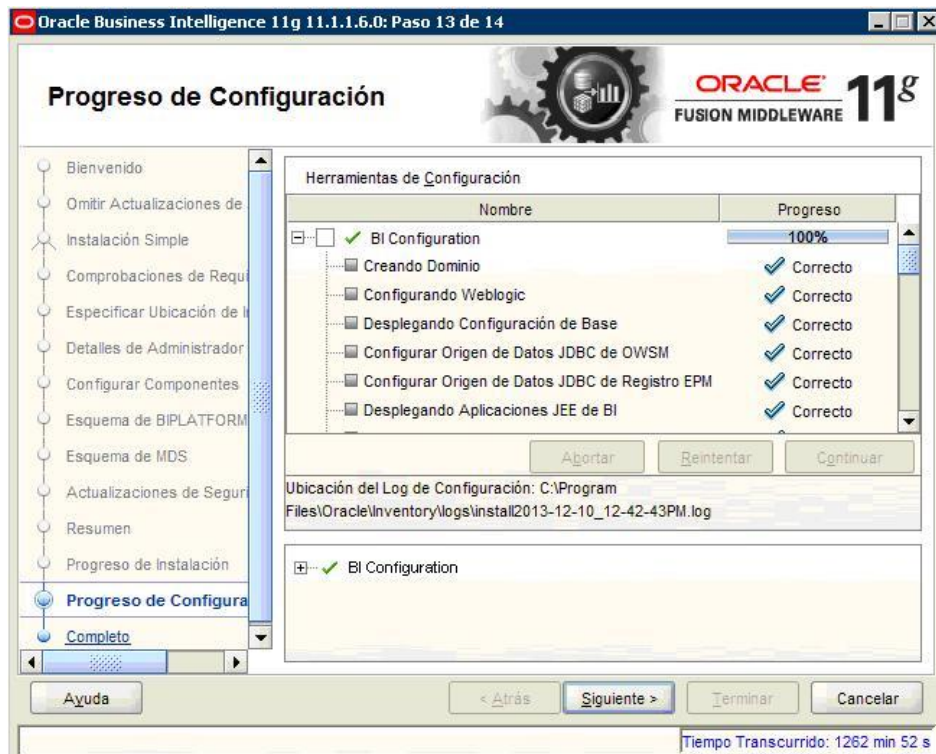 Oracle Business Intelligence 11g 11.1.1.6.0: Paso 13 de 14
Progreso de Configuración
ORACLE
FUSION MIDDLEWARE
11g
Bienvenido
Omitir Actualizaciones de
Instalación Simple
Comprobaciones de Requi
Especificar Ubicación de I
Detalles de Administrador
Configurar Componentes
Esquema de BIPLATFORM
Esquema de MDS
Actualizaciones de Seguri
Resumen
Progreso de Instalación
Progreso de Configura
Completo
Herramientas de Configuración
Nombre Progreso
BI Configuration 100%
Creando Dominio Correcto
Configurando Weblogic Correcto
Desplegando Configuración de Base Correcto
Configurar Origen de Datos JDBC de OWSM Correcto
Configurar Origen de Datos JDBC de Registro EPM Correcto
Desplegando Aplicaciones JEE de BI Correcto
Abortar Reintentar Continuar
Ubicación del Log de Configuración: C:\Program
Files\Oracle\Inventory\logs\install2013-12-10_12-42-43PM.log
BI Configuration
Ayuda < Atrás Siguiente > Terminar Cancelar
Tiempo Transcurrido: 1262 min 52 s